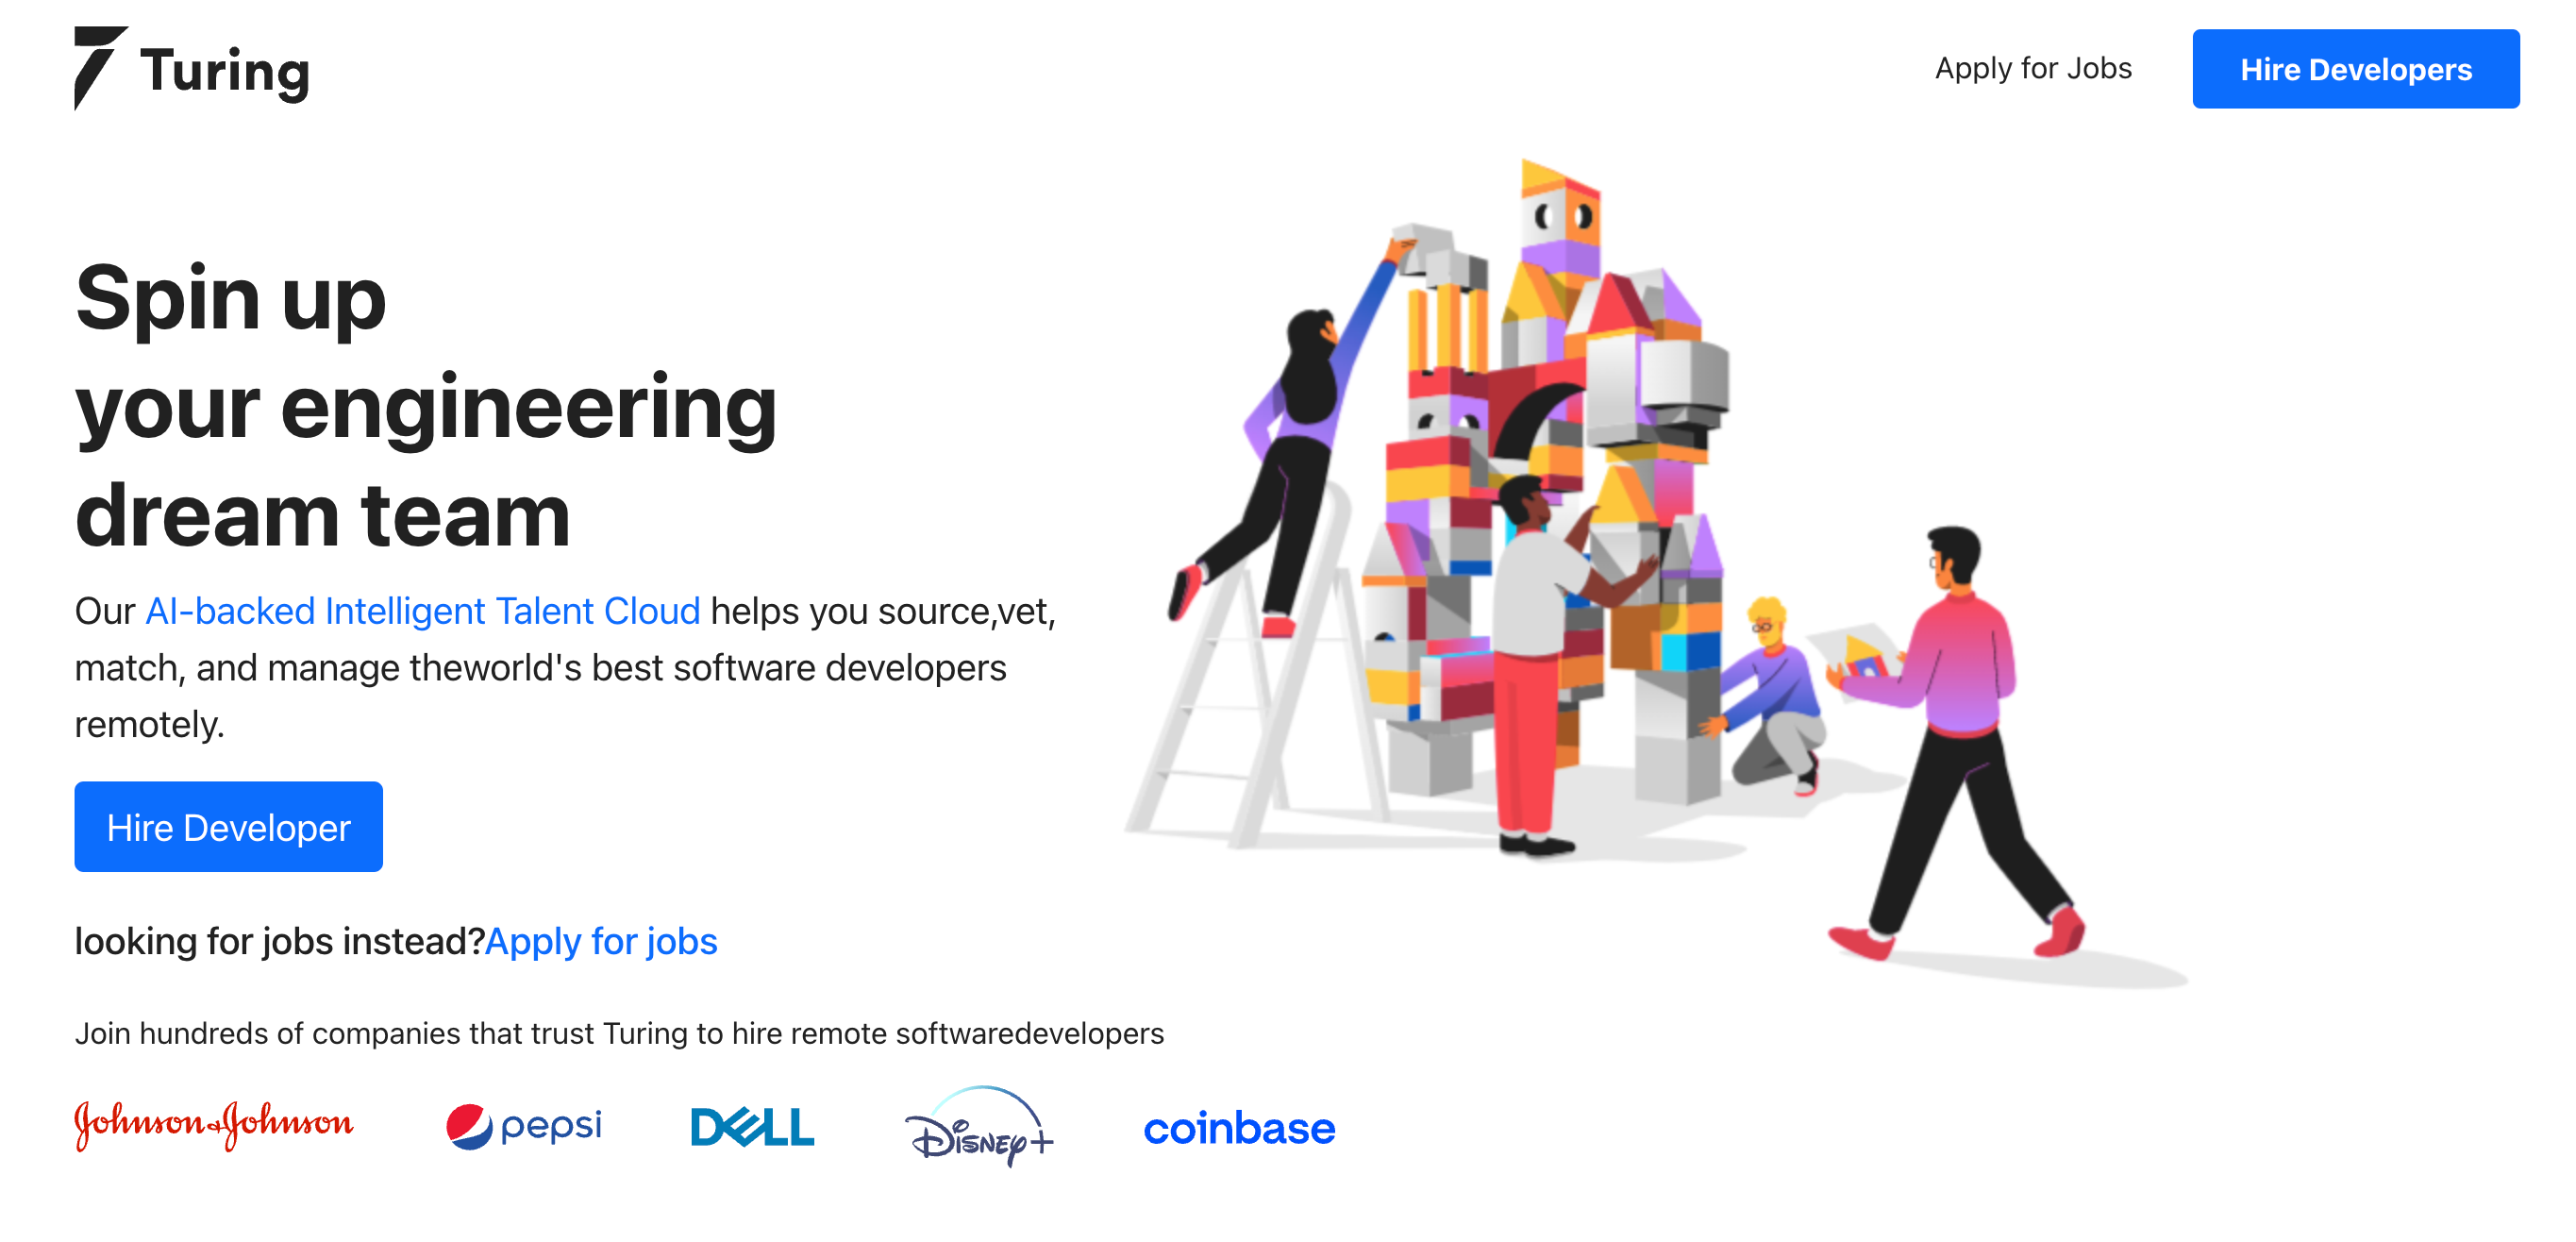 Turing
Apply for Jobs
Hire Developers
Spin up
your engineering
dream team
Our AI-backed Intelligent Talent Cloud helps you source,vet,
match, and manage theworld's best software developers
remotely.
Hire Developer
looking for jobs instead?Apply for jobs
Join hundreds of companies that trust Turing to hire remote softwaredevelopers
Johnson&Johnson
pepsi
DELL
Disney+
coinbase